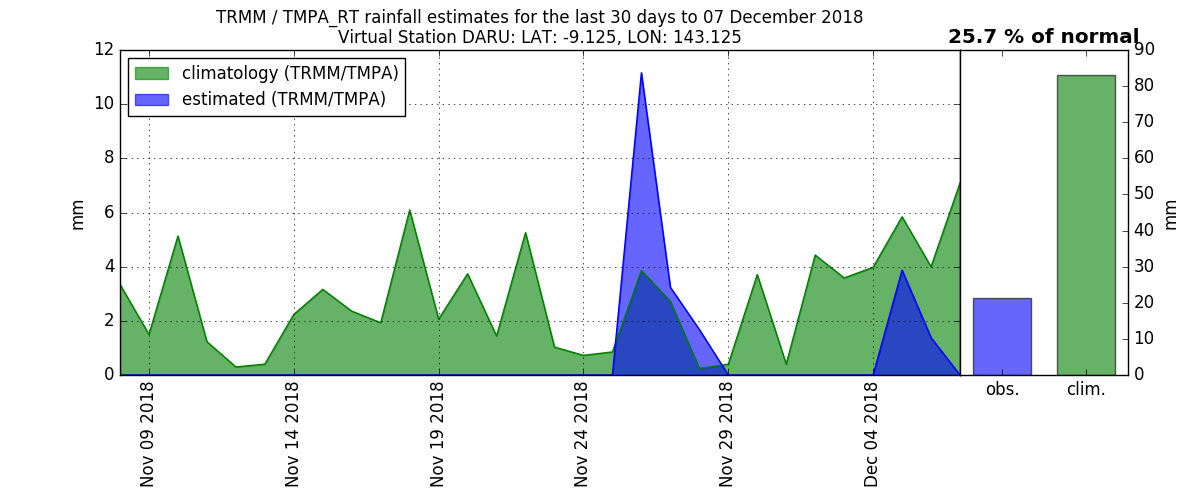 TRMM / TMPA_RT rainfall estimates for the last 30 days to 07 December 2018
Virtual Station DARU: LAT: -9.125, LON: 143.125
25.7 % of normal
climatology (TRMM/TMPA)
estimated (TRMM/TMPA)
mm
12
10
8
6
4
2
0
Nov 09 2018
Nov 14 2018
Nov 19 2018
Nov 24 2018
Nov 29 2018
Dec 04 2018
obs.
clim.
90
80
70
60
50
40
30
20
10
0
mm